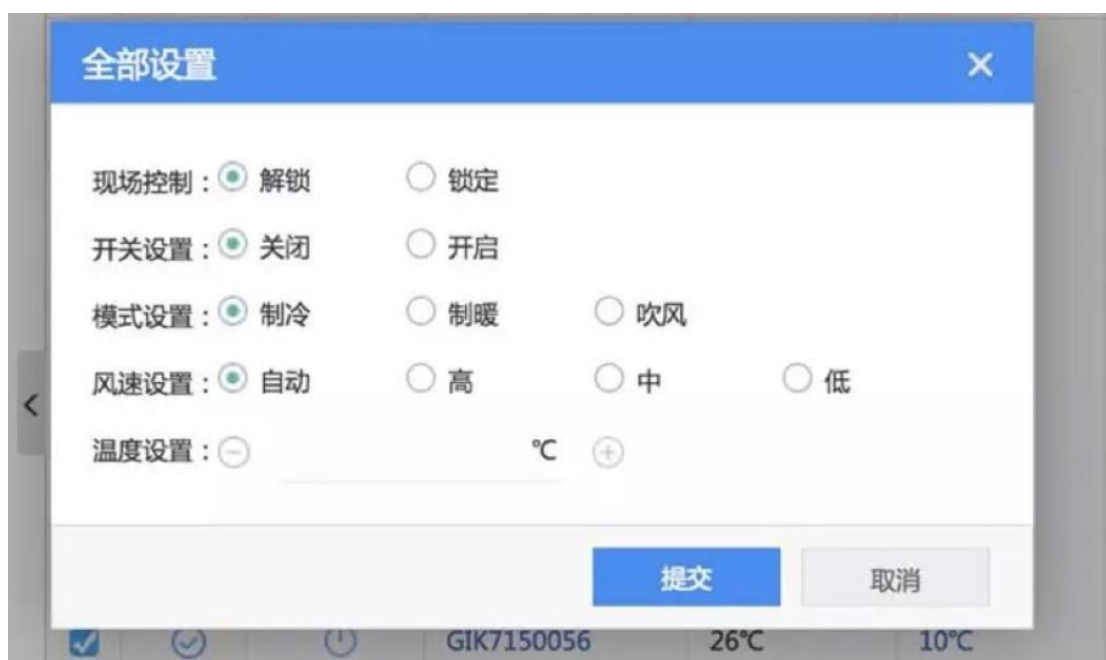 全部设置
现场控制：解锁 锁定
开关设置：关闭 开启
模式设置：制冷 制暖 吹风
风速设置：自动 高 中 低
温度设置： ℃
提交 取消
GIK7150056 26℃ 10℃